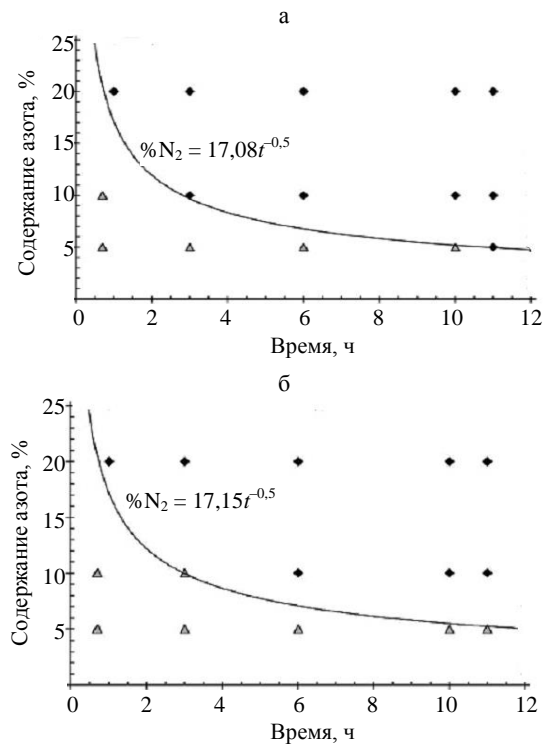 а
Содержание азота, %
25
20
15
10
5
%N₂ = 17,08t⁻⁰,⁵
0 2 4 6 8 10 12
Время, ч
б
Содержание азота, %
25
20
15
10
5
%N₂ = 17,15t⁻⁰,⁵
0 2 4 6 8 10 12
Время, ч